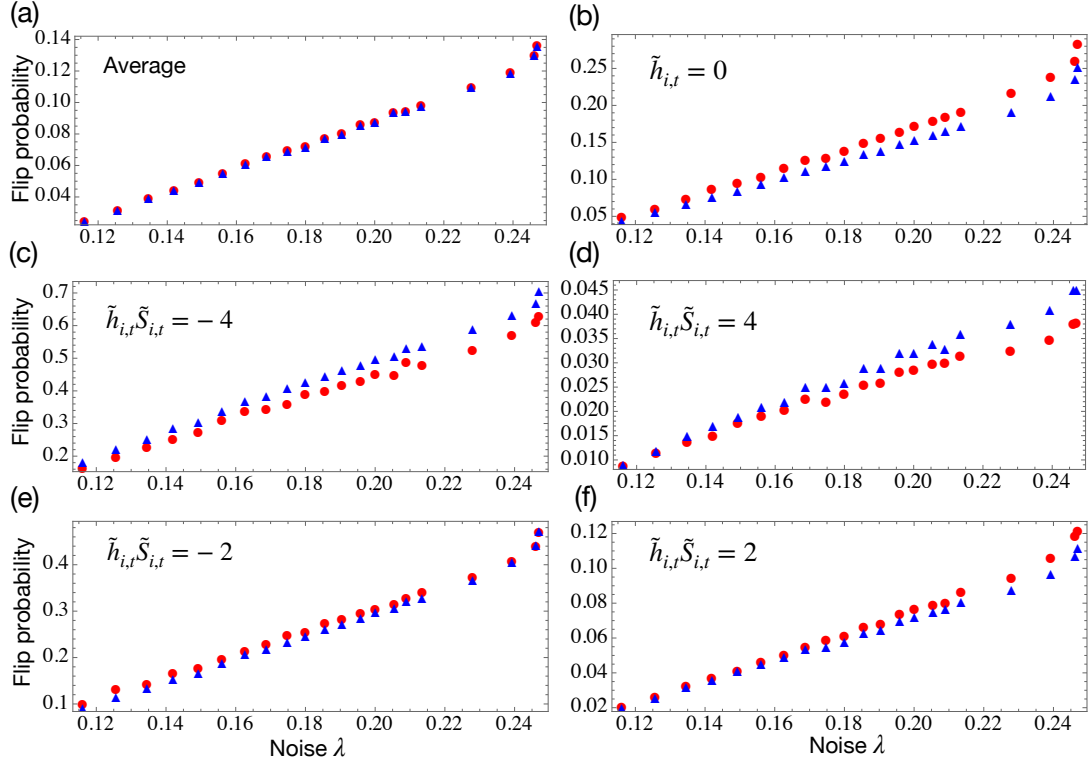 (a)
Flip probability
0.14
0.12
0.10
0.08
0.06
0.04
Average
0.12 0.14 0.16 0.18 0.20 0.22 0.24
(b)
0.25
0.20
0.15
0.10
0.05
h̃i,t = 0
0.12 0.14 0.16 0.18 0.20 0.22 0.24
(c)
Flip probability
0.7
0.6
0.5
0.4
0.3
0.2
h̃i,tS̃i,t = − 4
0.12 0.14 0.16 0.18 0.20 0.22 0.24
(d)
0.045
0.040
0.035
0.030
0.025
0.020
0.015
0.010
h̃i,tS̃i,t = 4
0.12 0.14 0.16 0.18 0.20 0.22 0.24
(e)
Flip probability
0.4
0.3
0.2
0.1
h̃i,tS̃i,t = − 2
0.12 0.14 0.16 0.18 0.20 0.22 0.24
Noise λ
(f)
0.12
0.10
0.08
0.06
0.04
0.02
h̃i,tS̃i,t = 2
0.12 0.14 0.16 0.18 0.20 0.22 0.24
Noise λ